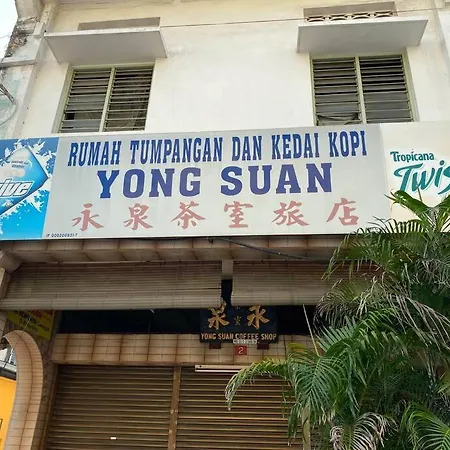 RUMAH TUMPANGAN DAN KEDAI KOPI
YONG SUAN
永泉茶室旅店
Tropicana
Twis
永泉
YONG SUAN COFFEE SHOP
2